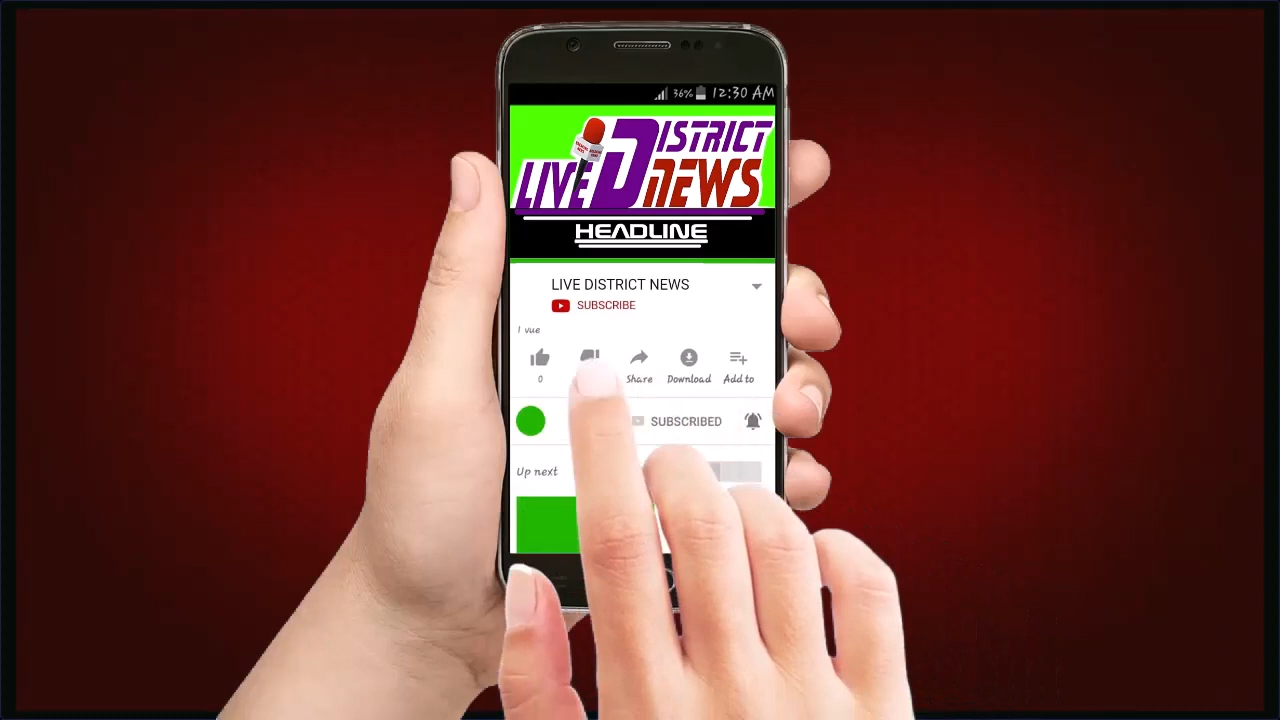 36% 12:30 AM
LIVE DISTRICT NEWS
HEADLINE
LIVE DISTRICT NEWS
SUBSCRIBE
1 vue
0 Share Download Add to
SUBSCRIBED
Up next